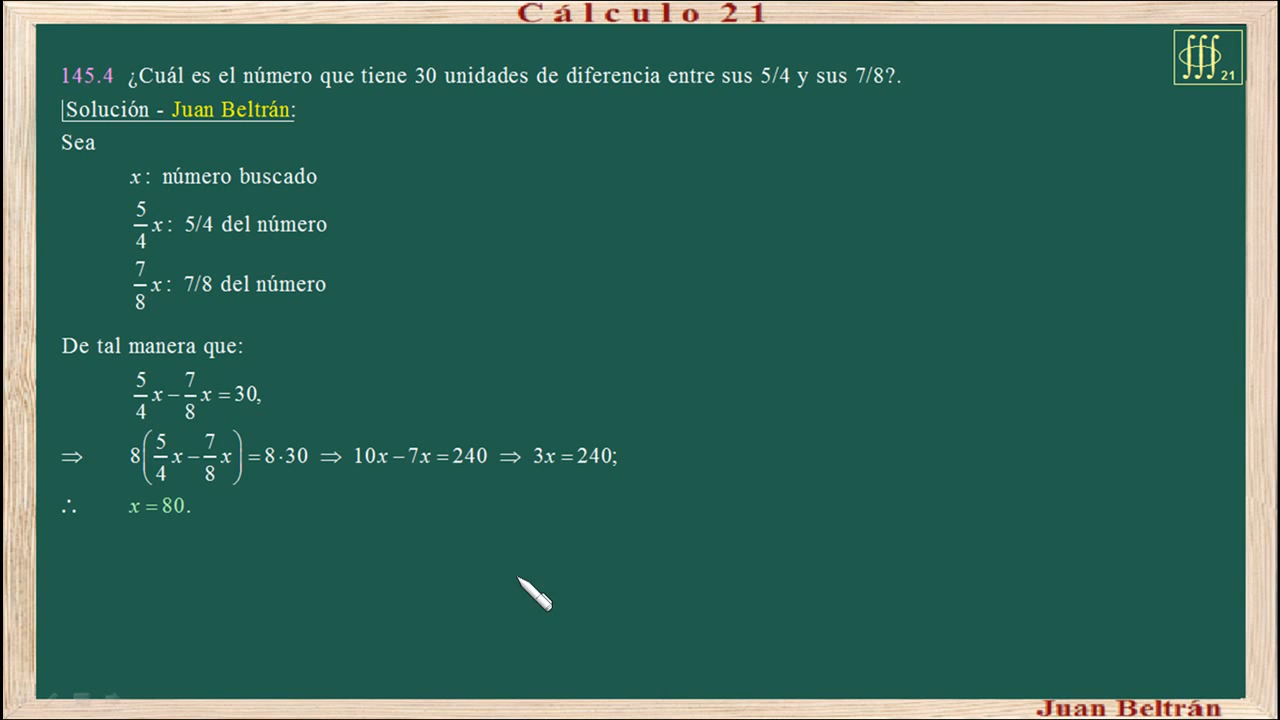 Cálculo 21
∭ 21
145.4 ¿Cuál es el número que tiene 30 unidades de diferencia entre sus 5/4 y sus 7/8?.
Solución - Juan Beltrán:
Sea
x: número buscado
5/4 x: 5/4 del número
7/8 x: 7/8 del número
De tal manera que:
5/4 x − 7/8 x = 30,
⇒ 8(5/4 x − 7/8 x) = 8·30 ⇒ 10x − 7x = 240 ⇒ 3x = 240;
∴ x = 80.
Juan Beltrán